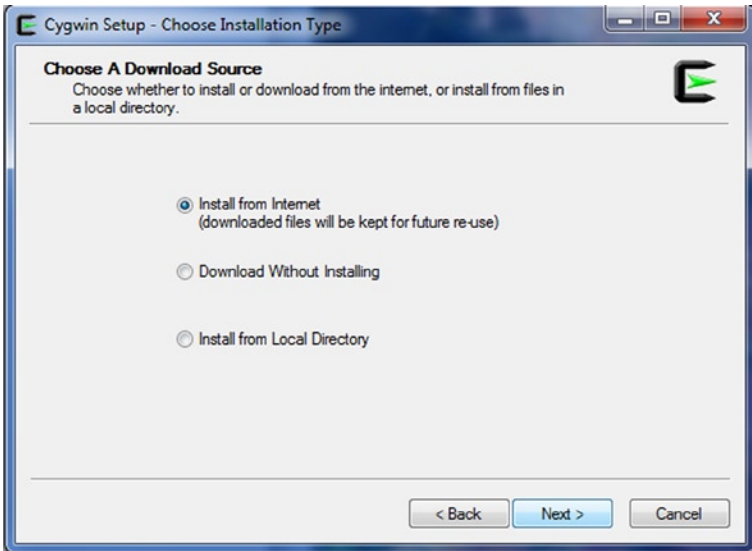 Cygwin Setup - Choose Installation Type
Choose A Download Source
Choose whether to install or download from the internet, or install from files in
a local directory.
Install from Internet
(downloaded files will be kept for future re-use)
Download Without Installing
Install from Local Directory
< Back Next > Cancel